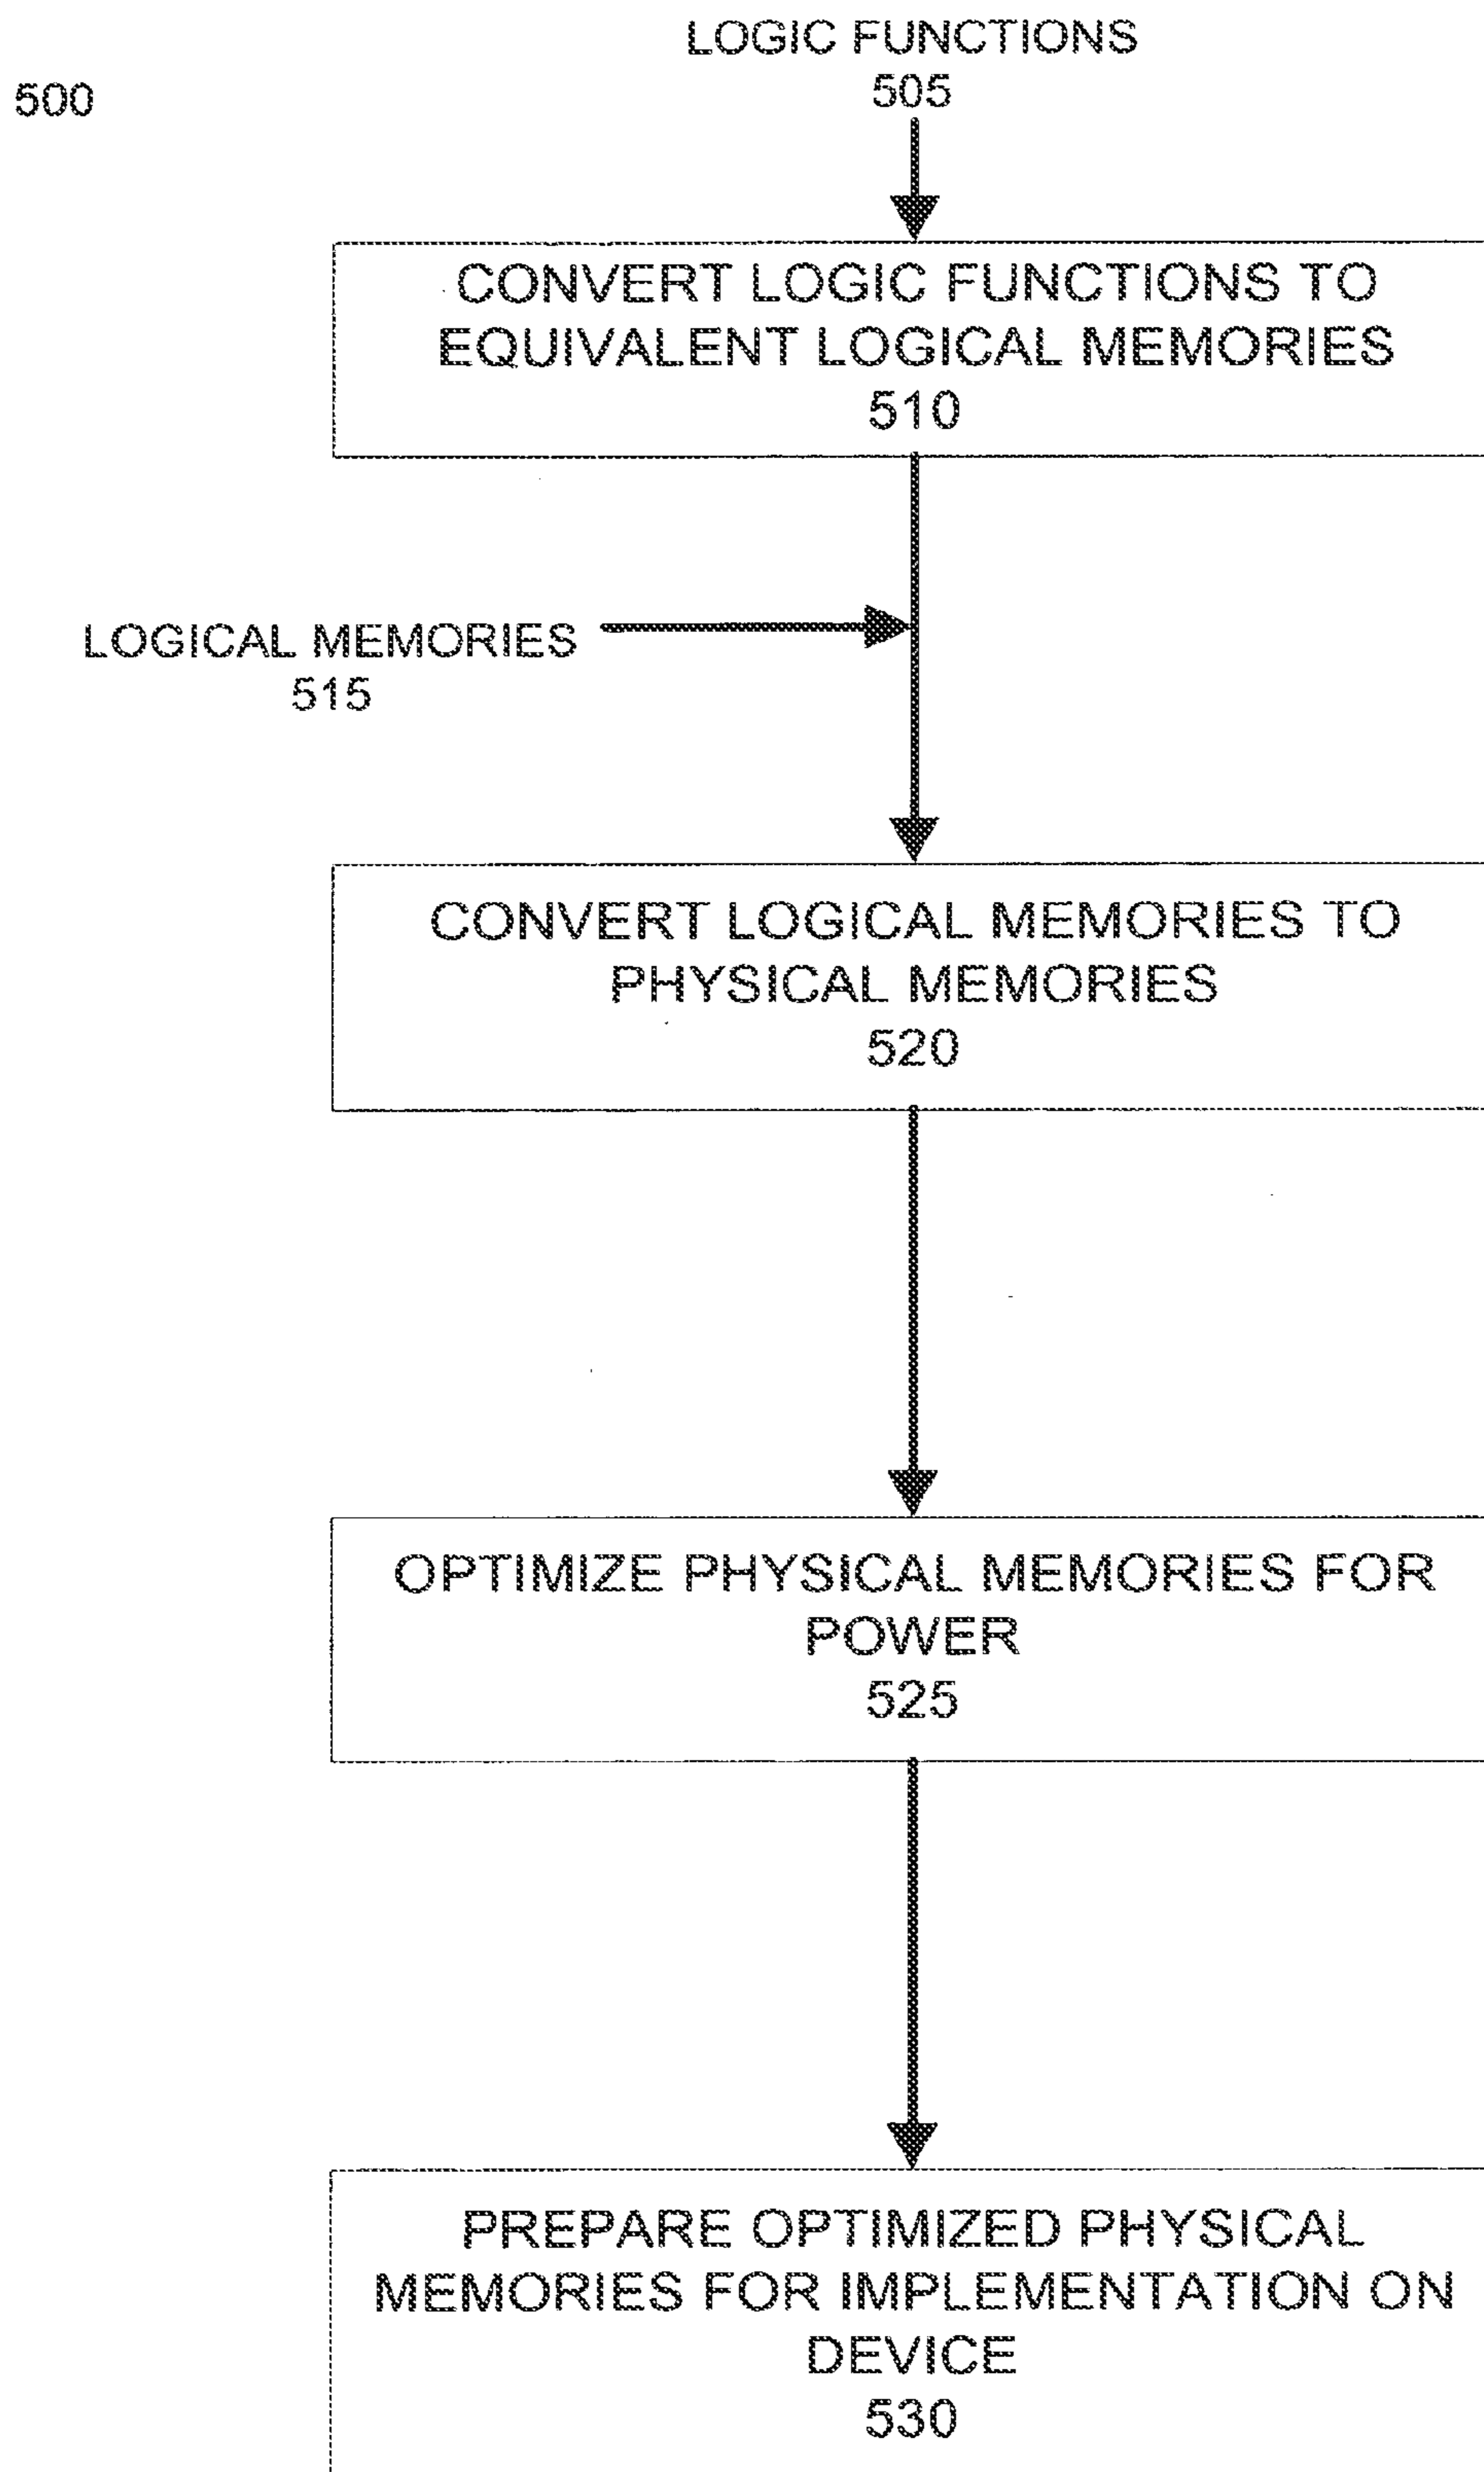 LOGIC FUNCTIONS
505
500
CONVERT LOGIC FUNCTIONS TO
EQUIVALENT LOGICAL MEMORIES
510
LOGICAL MEMORIES
515
CONVERT LOGICAL MEMORIES TO
PHYSICAL MEMORIES
520
OPTIMIZE PHYSICAL MEMORIES FOR
POWER
525
PREPARE OPTIMIZED PHYSICAL
MEMORIES FOR IMPLEMENTATION ON
DEVICE
530